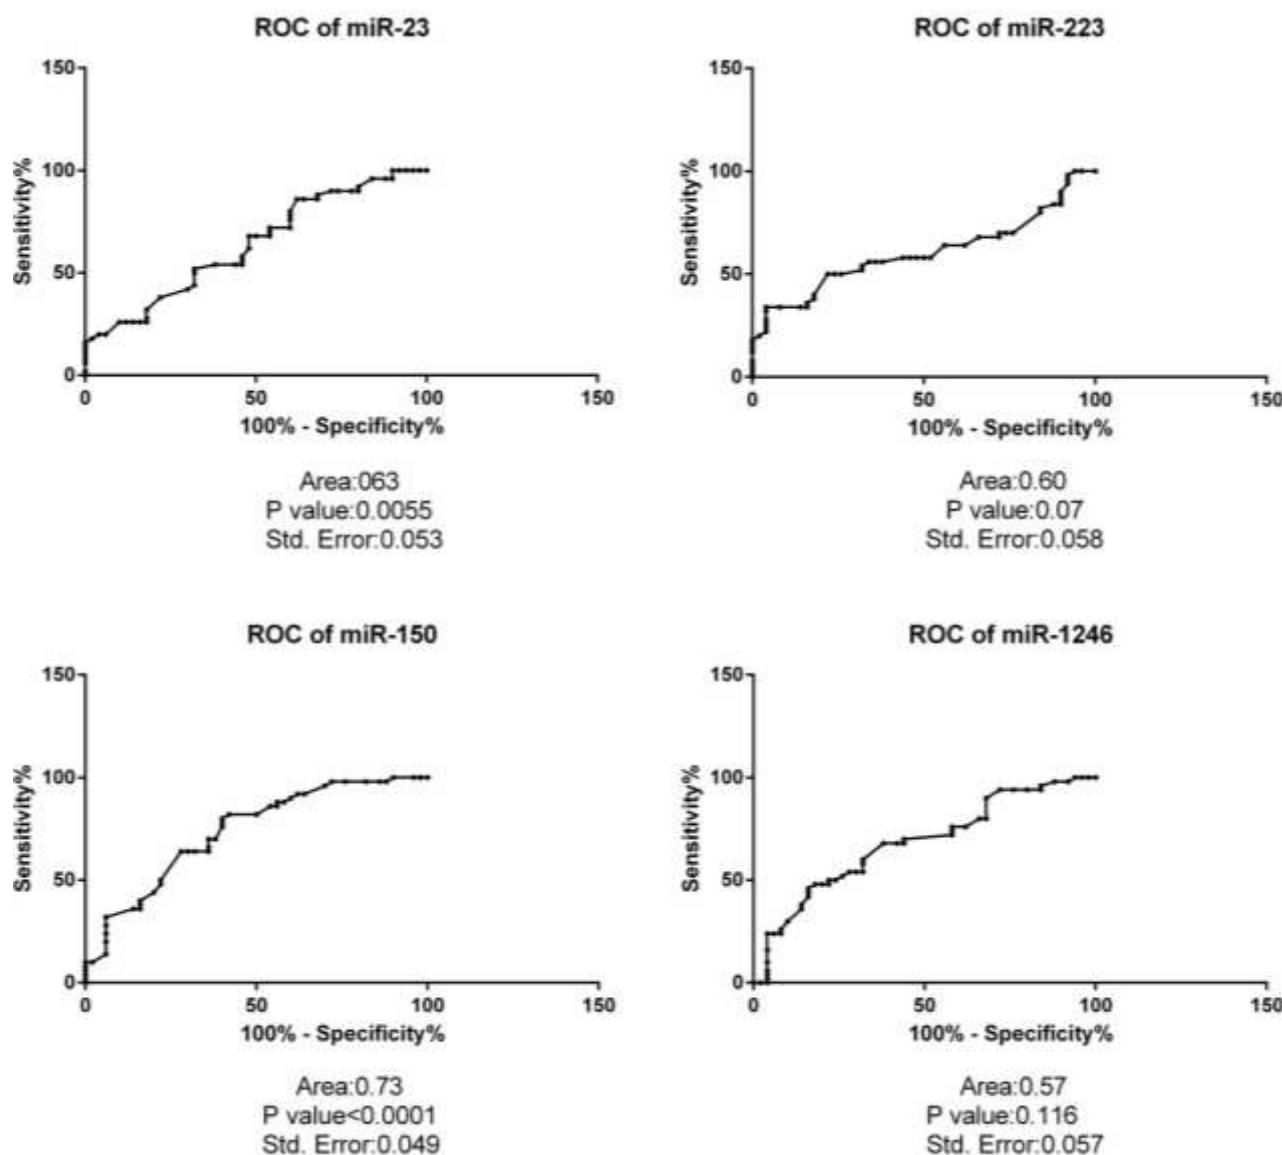 ROC of miR-23
150
100
50
0
Sensitivity%
0 50 100 150
100% - Specificity%
Area:063
P value:0.0055
Std. Error:0.053
ROC of miR-223
150
100
50
0
Sensitivity%
0 50 100 150
100% - Specificity%
Area:0.60
P value:0.07
Std. Error:0.058
ROC of miR-150
150
100
50
0
Sensitivity%
0 50 100 150
100% - Specificity%
Area:0.73
P value<0.0001
Std. Error:0.049
ROC of miR-1246
150
100
50
0
Sensitivity%
0 50 100 150
100% - Specificity%
Area:0.57
P value:0.116
Std. Error:0.057